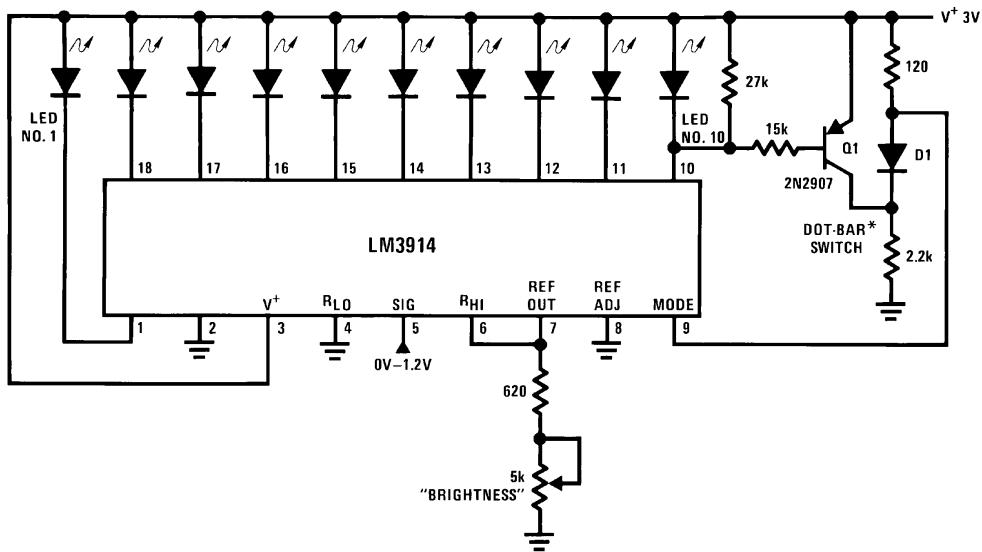 V+ 3V
LED
NO. 1
LED
NO. 10
27k
15k
Q1
2N2907
120
D1
DOT-BAR*
SWITCH
2.2k
18
17
16
15
14
13
12
11
10
LM3914
V+
RLO
SIG
RHI
REF
OUT
REF
ADJ
MODE
1
2
3
4
5
6
7
8
9
0V–1.2V
620
5k
"BRIGHTNESS"